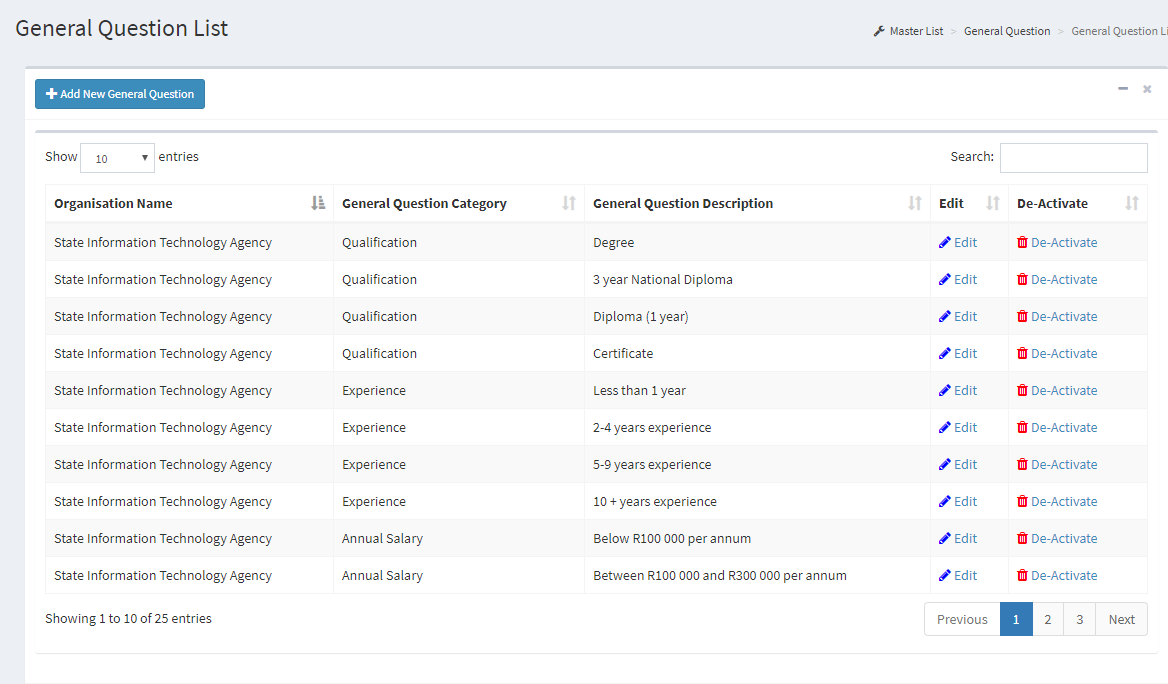 General Question List
Master List > General Question > General Question Li
Add New General Question
Show 10 entries Search:
Organisation Name General Question Category General Question Description Edit De-Activate
State Information Technology Agency Qualification Degree Edit De-Activate
State Information Technology Agency Qualification 3 year National Diploma Edit De-Activate
State Information Technology Agency Qualification Diploma (1 year) Edit De-Activate
State Information Technology Agency Qualification Certificate Edit De-Activate
State Information Technology Agency Experience Less than 1 year Edit De-Activate
State Information Technology Agency Experience 2-4 years experience Edit De-Activate
State Information Technology Agency Experience 5-9 years experience Edit De-Activate
State Information Technology Agency Experience 10 + years experience Edit De-Activate
State Information Technology Agency Annual Salary Below R100 000 per annum Edit De-Activate
State Information Technology Agency Annual Salary Between R100 000 and R300 000 per annum Edit De-Activate
Showing 1 to 10 of 25 entries Previous 1 2 3 Next